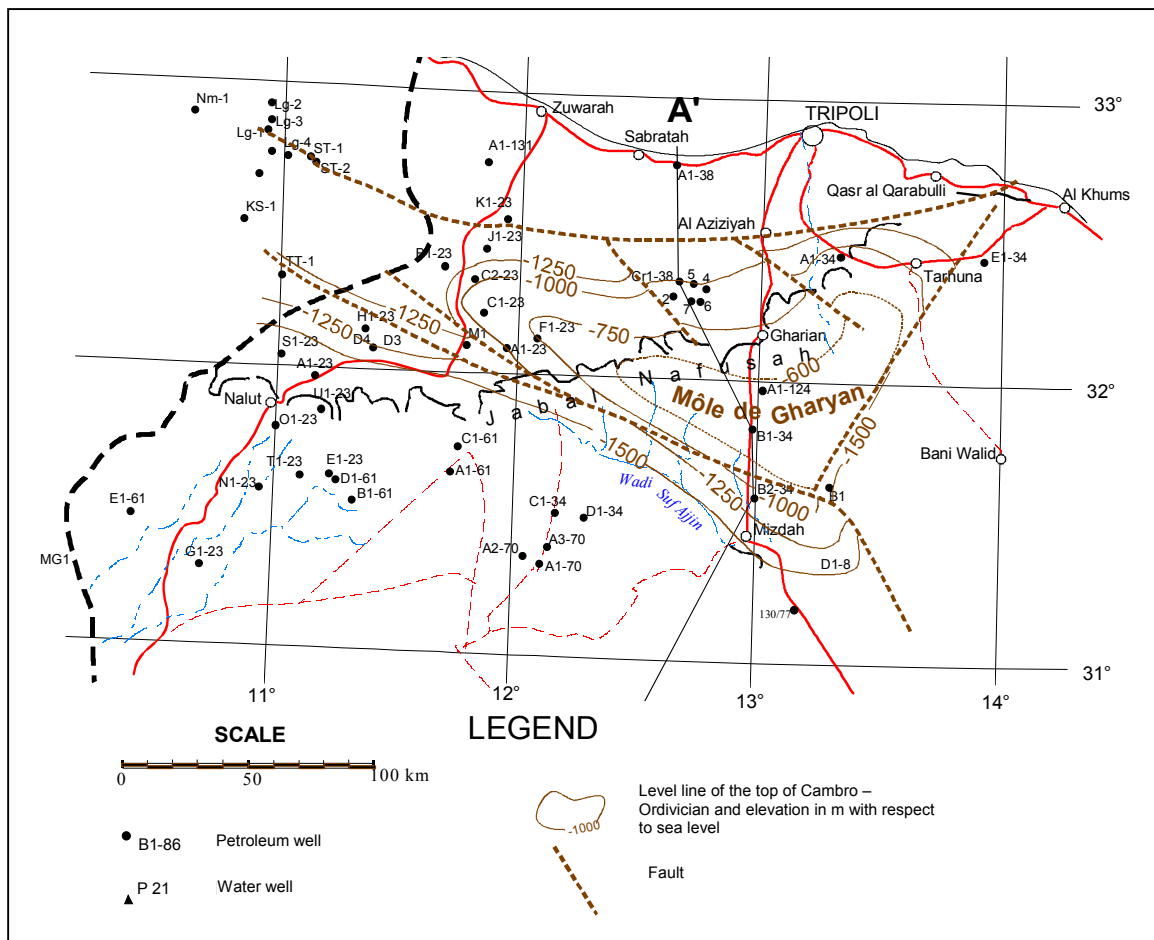 Nm-1
Lg-2
Lg-3
Lg-1
Lg-4
ST-1
ST-2
KS-1
Zuwarah
A'
TRIPOLI
33°
Sabratah
A1-131
A1-38
Qasr al Qarabulli
Al Khums
K1-23
Al Aziziyah
J1-23
TT-1
C2-23
-1250
-1000
Cr1-38
5
4
A1-34
Tarhuna
E1-34
2
7
6
C1-23
1250
-1250
H1-23
D4
D3
M1
F1-23
-750
Gharian
S1-23
A1-23
A1-23
Jabal Nafusah
-600
32°
Nalut
U1-23
A1-124
Môle de Gharyan
O1-23
B1-34
-1500
C1-61
-1500
Bani Walid
T1-23
E1-23
D1-61
A1-61
N1-23
B1-61
Wadi Suf Ajjin
-1250
B2-34
-1000
B1
E1-61
C1-34
D1-34
Mizdah
MG1
G1-23
A2-70
A3-70
A1-70
D1-8
130/77
31°
11°
12°
13°
14°
SCALE
0 50 100 km
LEGEND
B1-86 Petroleum well
P 21 Water well
-1000
Level line of the top of Cambro –
Ordivician and elevation in m with respect
to sea level
Fault